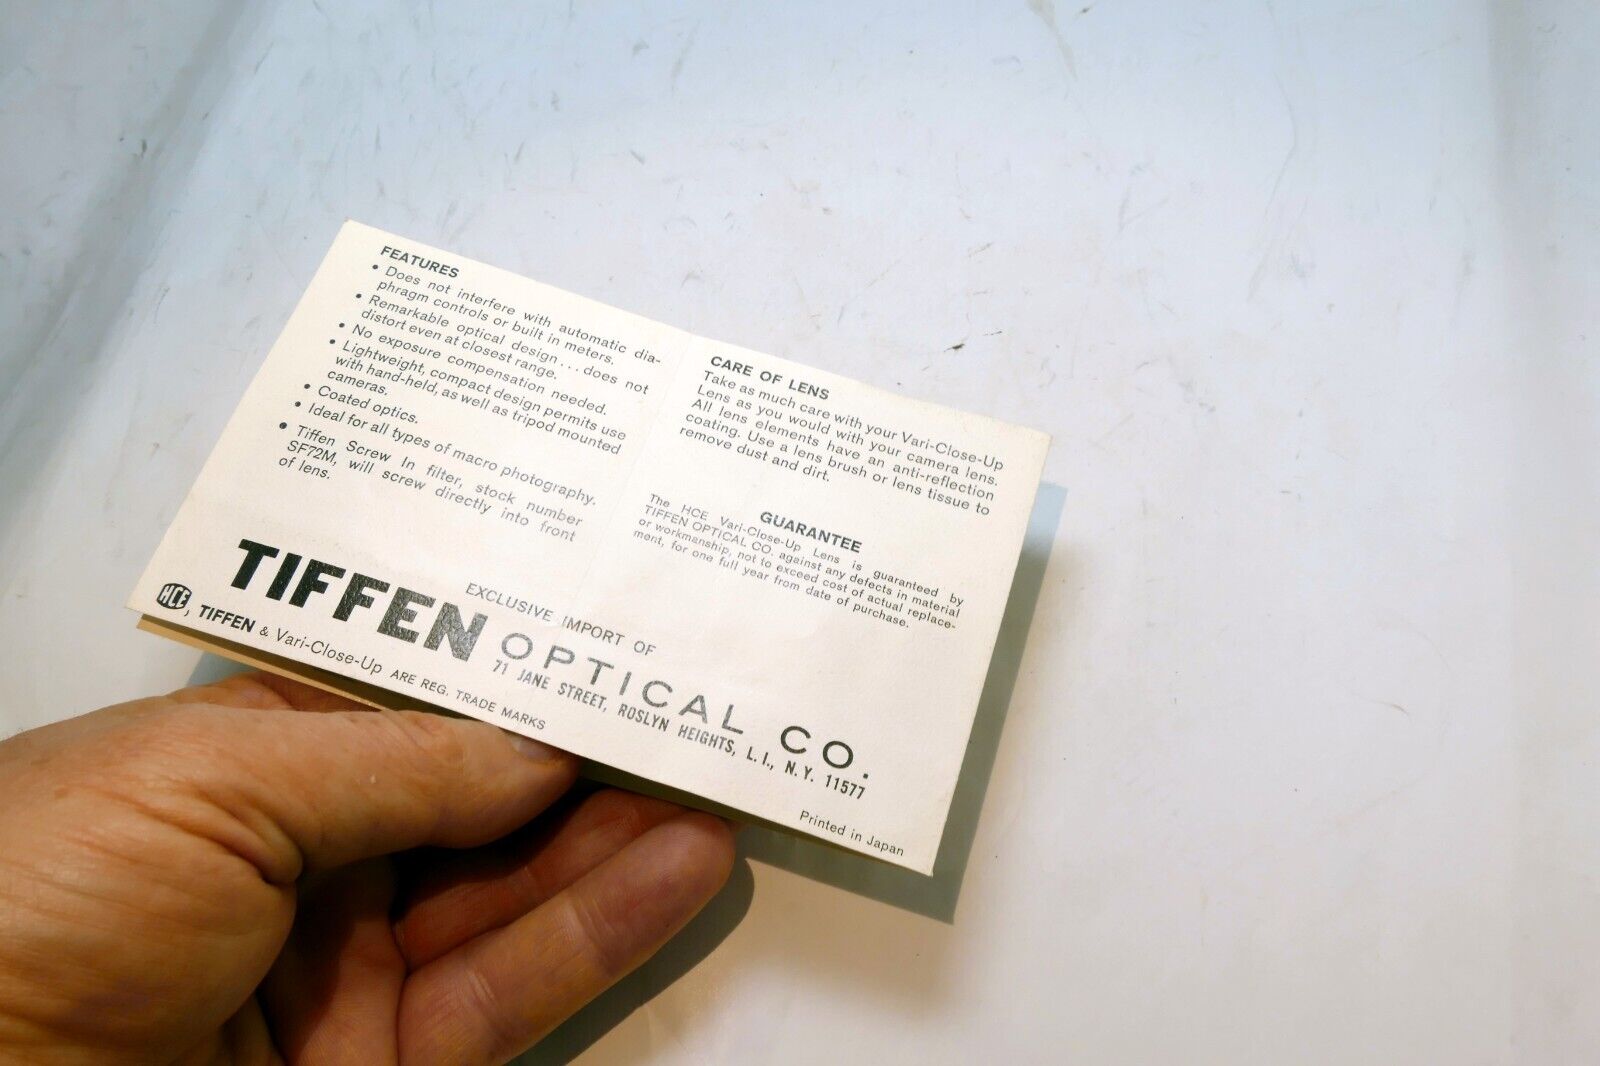 FEATURES
• Does not interfere with automatic dia-
phragm controls or built in meters.
• Remarkable optical design . . . does not
distort even at closest range.
• No exposure compensation needed.
• Lightweight, compact design permits use
with hand-held, as well as tripod mounted
cameras.
• Coated optics.
• Ideal for all types of macro photography.
• Tiffen Screw In filter, stock number
SF72M, will screw directly into front
of lens.
CARE OF LENS
Take as much care with your Vari-Close-Up
Lens as you would with your camera lens.
All lens elements have an anti-reflection
coating. Use a lens brush or lens tissue to
remove dust and dirt.
GUARANTEE
The HCE Vari-Close-Up Lens is guaranteed by
TIFFEN OPTICAL CO. against any defects in material
or workmanship, not to exceed cost of actual replace-
ment, for one full year from date of purchase.
EXCLUSIVE IMPORT OF
TIFFEN OPTICAL CO.
71 JANE STREET, ROSLYN HEIGHTS, L. I., N. Y. 11577
HCE, TIFFEN & Vari-Close-Up ARE REG. TRADE MARKS
Printed in Japan